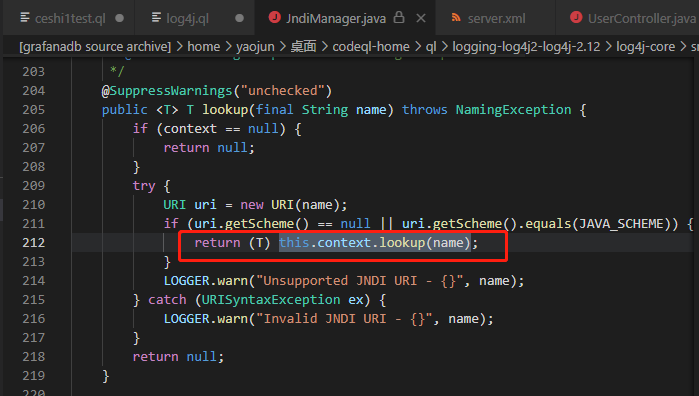 ceshi1test.ql log4j.ql JndiManager.java server.xml UserController.java
[grafanadb source archive] > home > yaojun > 桌面 > codeql-home > ql > logging-log4j2-log4j-2.12 > log4j-core >
203 */
204 @SuppressWarnings("unchecked")
205 public <T> T lookup(final String name) throws NamingException {
206 if (context == null) {
207 return null;
208 }
209 try {
210 URI uri = new URI(name);
211 if (uri.getScheme() == null || uri.getScheme().equals(JAVA_SCHEME)) {
212 return (T) this.context.lookup(name);
213 }
214 LOGGER.warn("Unsupported JNDI URI - {}", name);
215 } catch (URISyntaxException ex) {
216 LOGGER.warn("Invalid JNDI URI - {}", name);
217 }
218 return null;
219 }
220